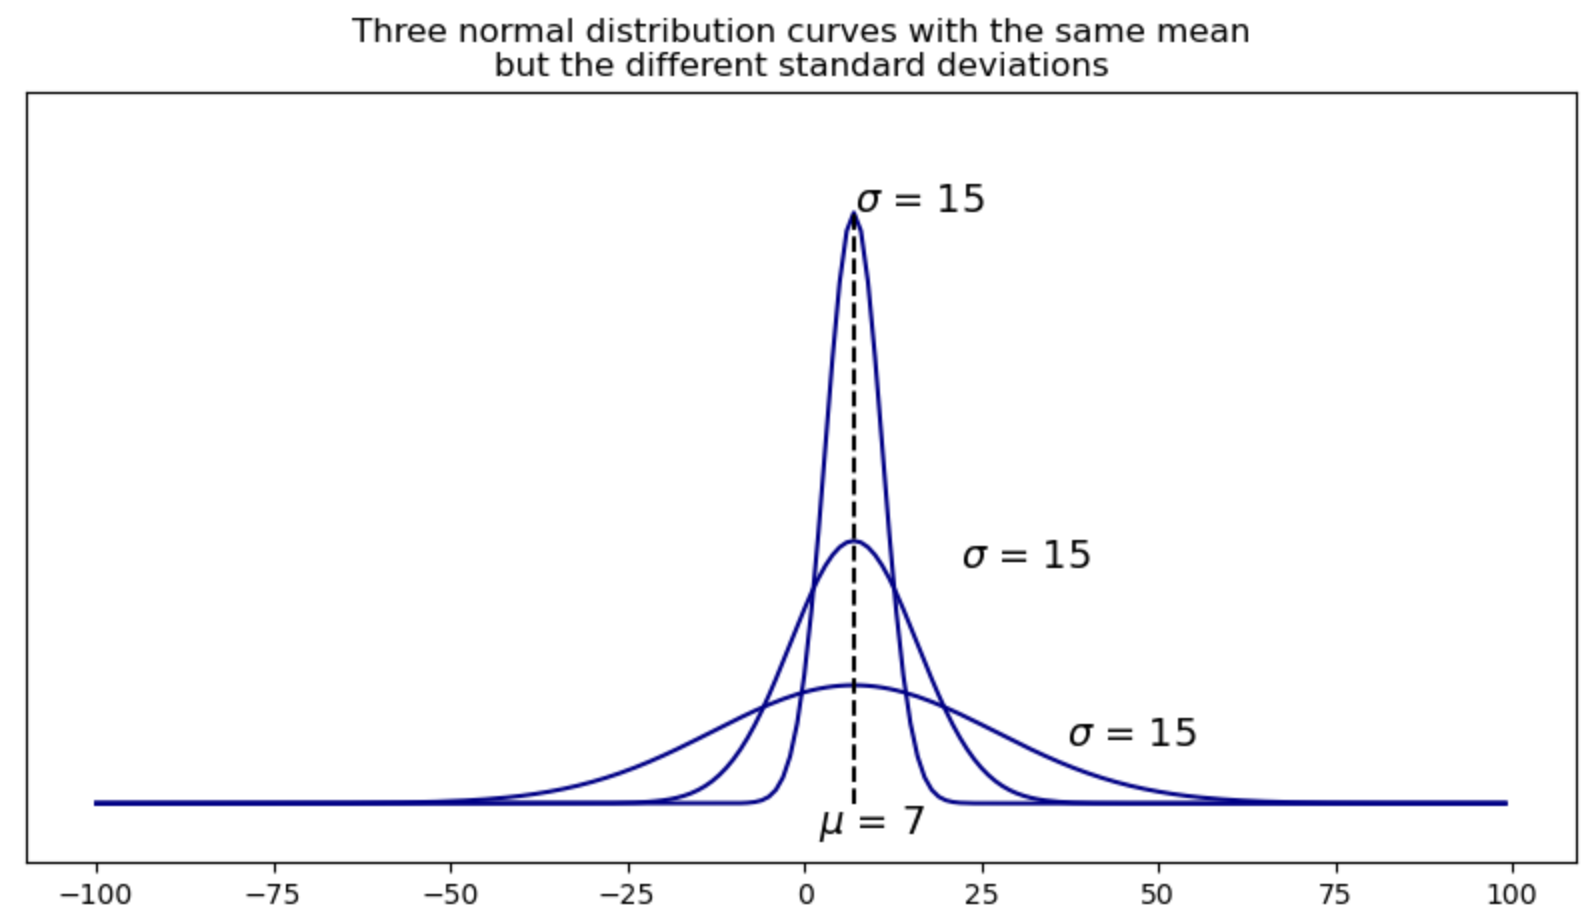 Three normal distribution curves with the same mean
but the different standard deviations
σ = 15
σ = 15
σ = 15
μ = 7
−100 −75 −50 −25 0 25 50 75 100